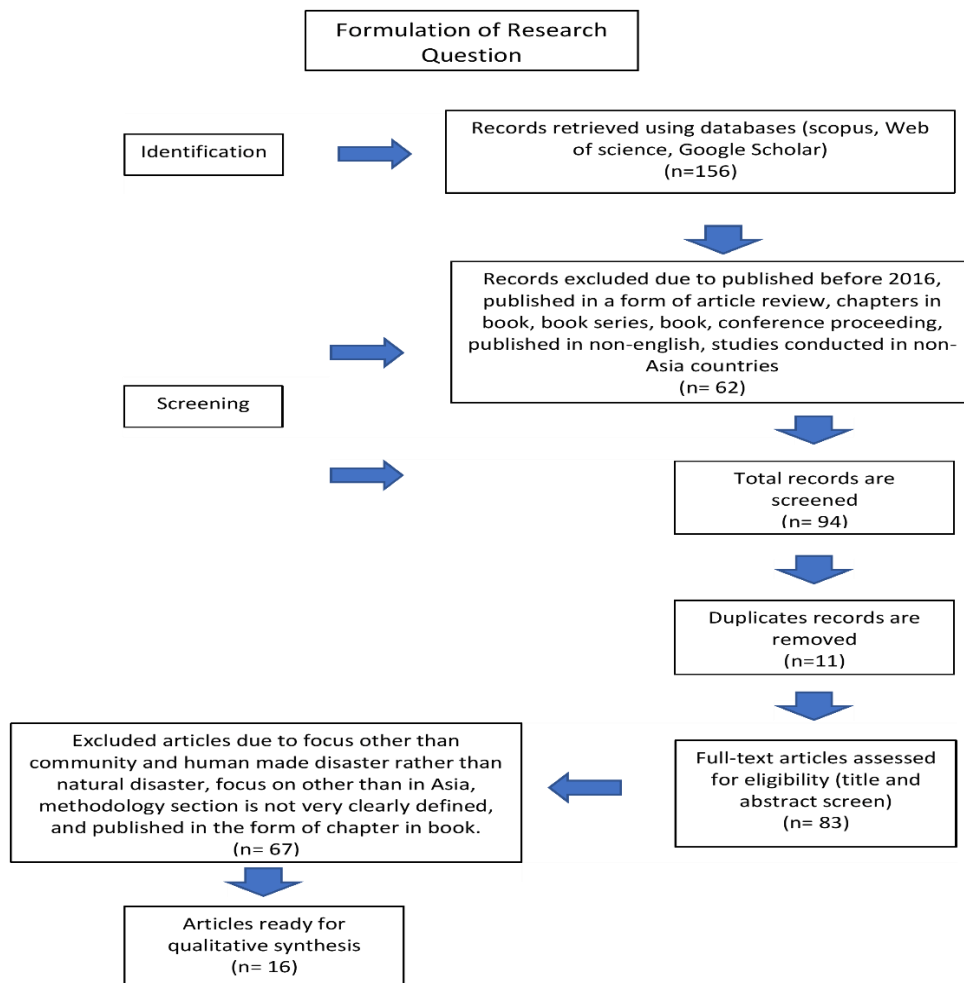 Formulation of Research
Question
Identification
Records retrieved using databases (scopus, Web
of science, Google Scholar)
(n=156)
Records excluded due to published before 2016,
published in a form of article review, chapters in
book, book series, book, conference proceeding,
published in non-english, studies conducted in non-
Asia countries
(n= 62)
Screening
Total records are
screened
(n= 94)
Duplicates records are
removed
(n=11)
Excluded articles due to focus other than
community and human made disaster rather than
natural disaster, focus on other than in Asia,
methodology section is not very clearly defined,
and published in the form of chapter in book.
(n= 67)
Full-text articles assessed
for eligibility (title and
abstract screen)
(n= 83)
Articles ready for
qualitative synthesis
(n= 16)